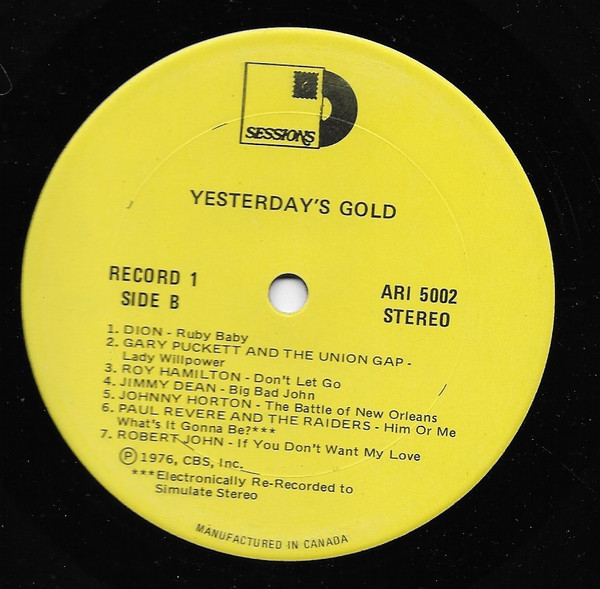 SESSIONS
YESTERDAY'S GOLD
RECORD 1
SIDE B
ARI 5002
STEREO
1. DION - Ruby Baby
2. GARY PUCKETT AND THE UNION GAP -
Lady Willpower
3. ROY HAMILTON - Don't Let Go
4. JIMMY DEAN - Big Bad John
5. JOHNNY HORTON - The Battle of New Orleans
6. PAUL REVERE AND THE RAIDERS - Him Or Me
What's It Gonna Be?***
7. ROBERT JOHN - If You Don't Want My Love
Ⓟ1976, CBS, Inc.
***Electronically Re-Recorded to
Simulate Stereo
MANUFACTURED IN CANADA